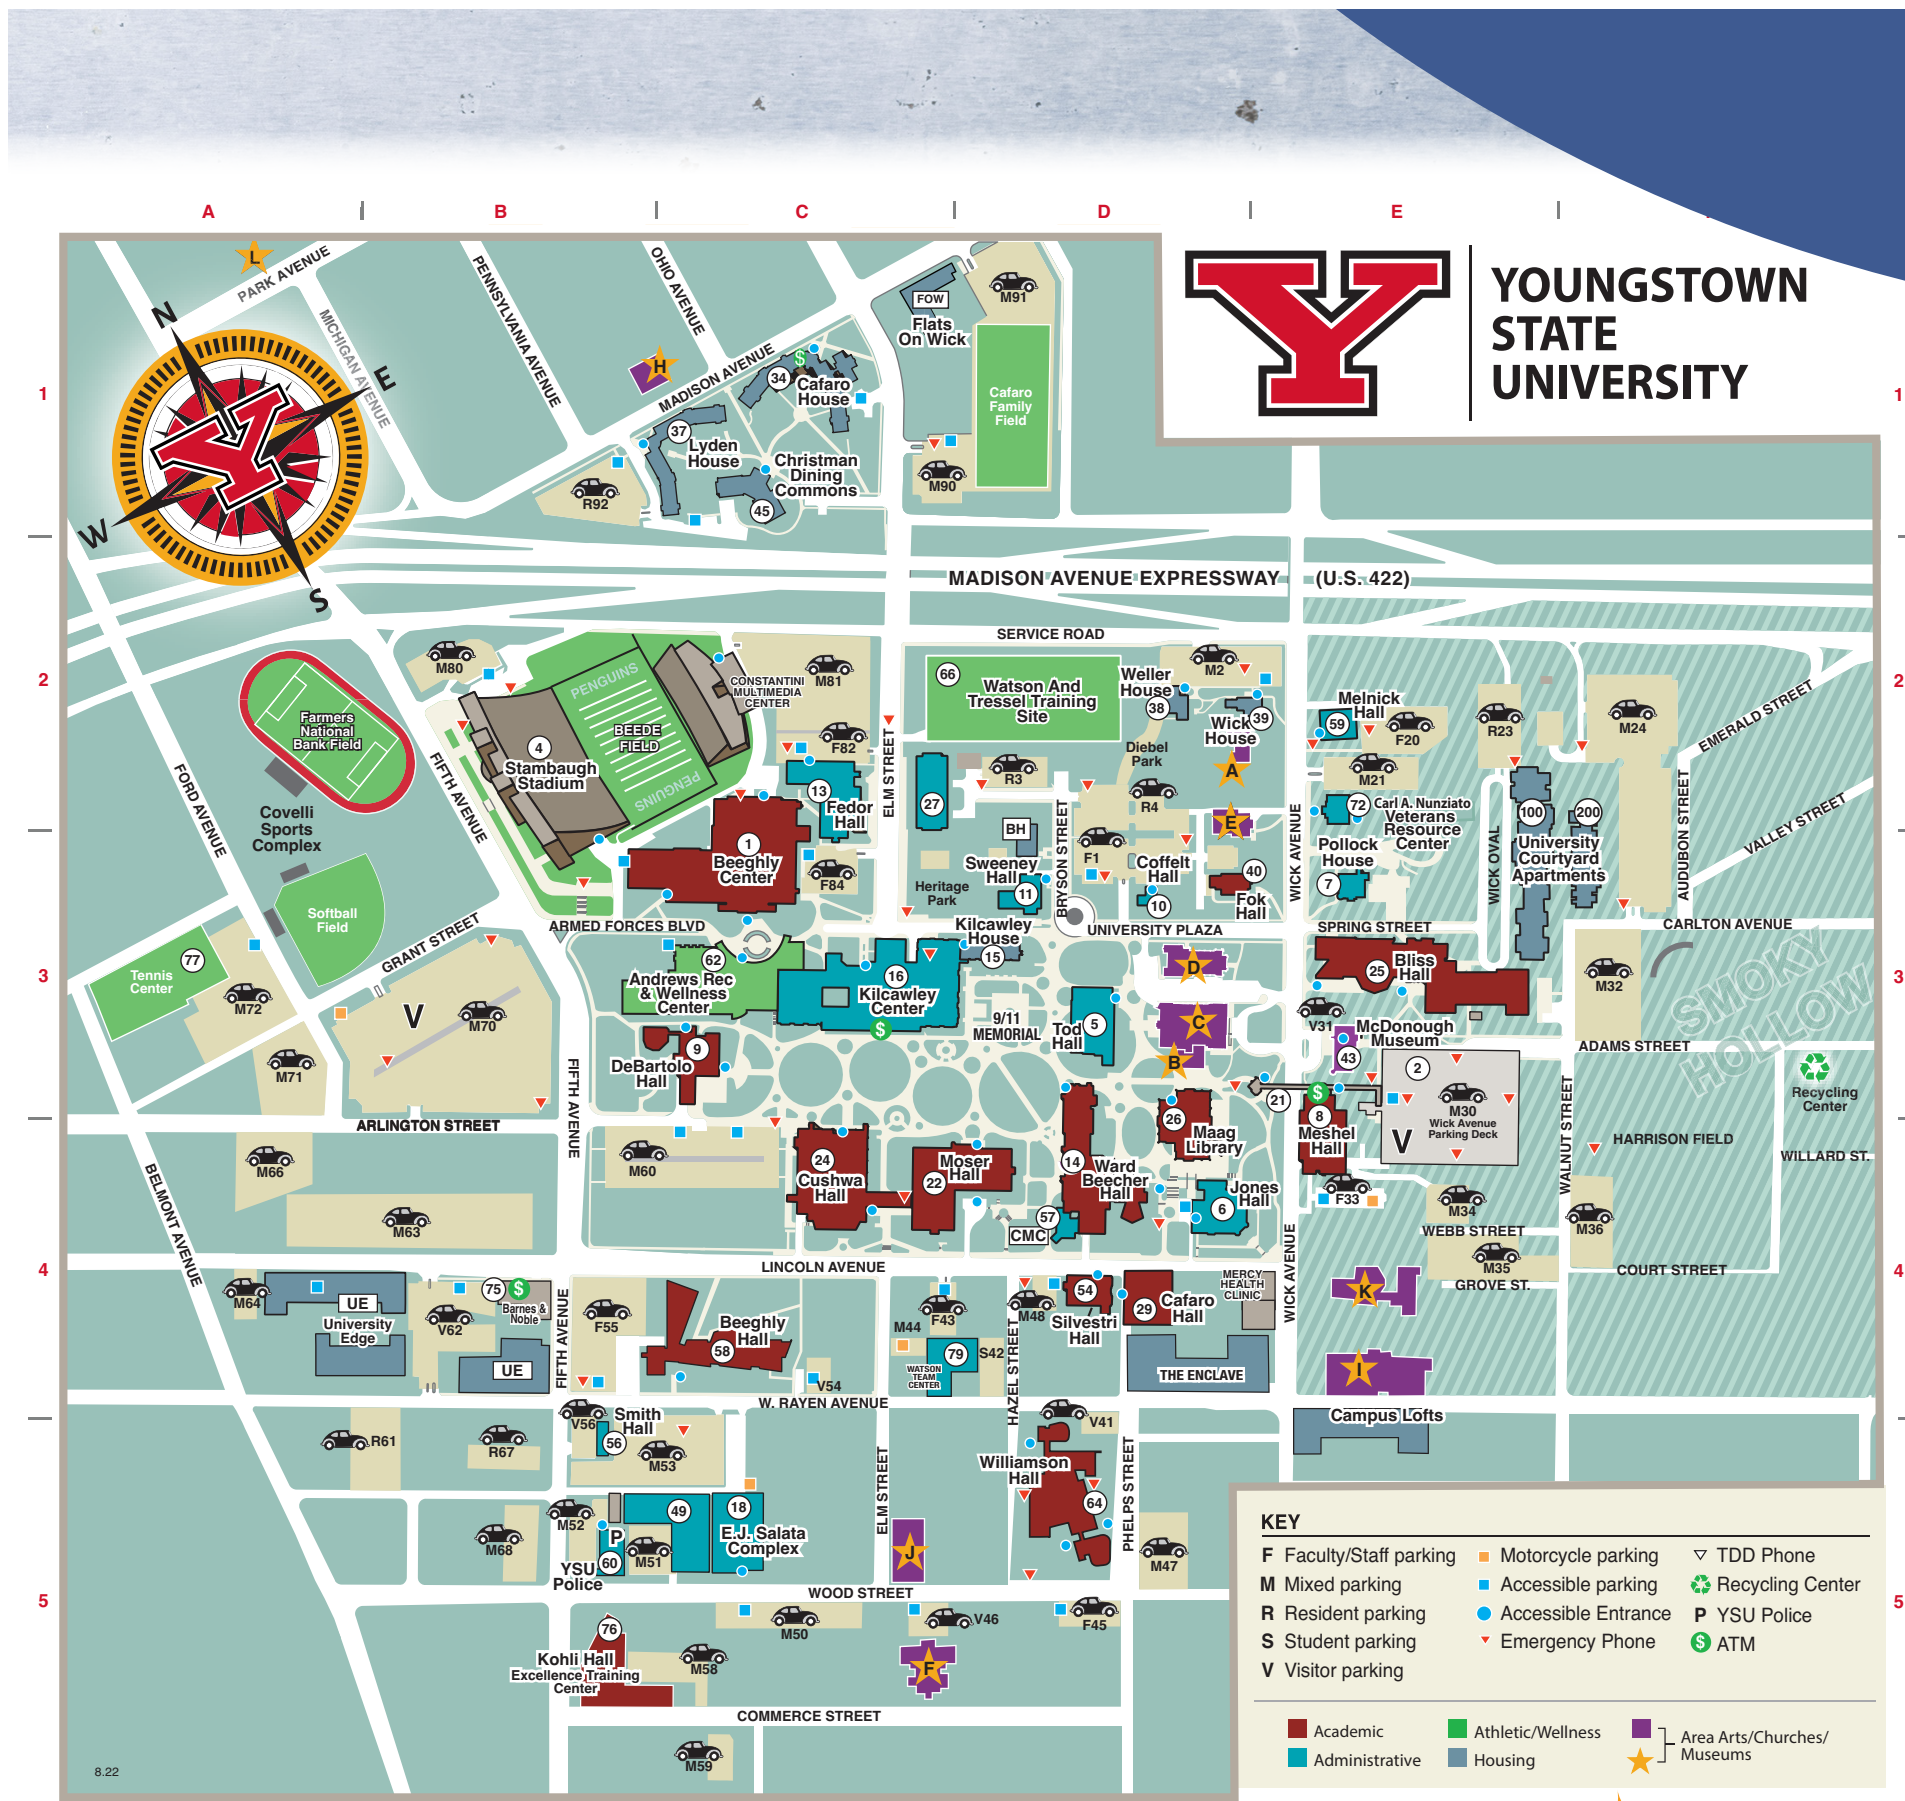 A
B
C
D
E
1
2
3
4
5
1
2
3
4
5
YOUNGSTOWN
STATE
UNIVERSITY
Y
N
E
S
W
Y
L
PARK AVENUE
MICHIGAN AVENUE
PENNSYLVANIA AVENUE
OHIO AVENUE
MADISON AVENUE
H
34
Cafaro
House
$
37
Lyden
House
Christman
Dining
Commons
45
R92
FOW
Flats
On Wick
M91
Cafaro
Family
Field
M90
MADISON AVENUE EXPRESSWAY
(U.S. 422)
SERVICE ROAD
Farmers
National
Bank Field
Covelli
Sports
Complex
Softball
Field
FORD AVENUE
FIFTH AVENUE
M80
PENGUINS
BEEDE
FIELD
PENGUINS
4
Stambaugh
Stadium
CONSTANTINI
MULTIMEDIA
CENTER
M81
F82
13
Fedor
Hall
1
Beeghly
Center
F84
ELM STREET
66
Watson And
Tressel Training
Site
27
R3
BH
Sweeney
Hall
11
Heritage
Park
BRYSON STREET
Weller
House
38
M2
Wick
House
39
Diebel
Park
A
R4
E
F1
Coffelt
Hall
10
40
Fok
Hall
WICK AVENUE
Melnick
Hall
59
F20
M21
72
Carl A. Nunziato
Veterans
Resource
Center
Pollock
House
7
R23
M24
100
200
University
Courtyard
Apartments
WICK OVAL
AUDUBON STREET
EMERALD STREET
VALLEY STREET
CARLTON AVENUE
SPRING STREET
UNIVERSITY PLAZA
ARMED FORCES BLVD
GRANT STREET
77
Tennis
Center
M72
V
M70
M71
62
Andrews Rec
& Wellness
Center
16
Kilcawley
Center
$
Kilcawley
House
15
9/11
MEMORIAL
Tod
Hall
5
D
C
B
25
Bliss
Hall
V31
McDonough
Museum
43
2
M30
Wick Avenue
Parking Deck
V
M32
SMOKY
HOLLOW
ADAMS STREET
Recycling
Center
9
DeBartolo
Hall
FIFTH AVENUE
ARLINGTON STREET
M66
M63
M60
24
Cushwa
Hall
22
Moser
Hall
14
Ward
Beecher
Hall
57
CMC
26
Maag
Library
Jones
Hall
6
21
$
8
Meshel
Hall
F33
M34
WEBB STREET
M35
GROVE ST.
WALNUT STREET
M36
HARRISON FIELD
WILLARD ST.
COURT STREET
BELMONT AVENUE
LINCOLN AVENUE
WICK AVENUE
M64
UE
University
Edge
75
$
Barnes &
Noble
V62
UE
FIFTH AVENUE
F55
Beeghly
Hall
58
V54
M44
F43
79
WATSON
TEAM
CENTER
S42
HAZEL STREET
M48
54
Silvestri
Hall
29
Cafaro
Hall
MERCY
HEALTH
CLINIC
THE ENCLAVE
K
I
Campus Lofts
W. RAYEN AVENUE
R61
R67
V56
Smith
Hall
56
M53
M52
49
18
E.J. Salata
Complex
M68
P
60
YSU
Police
M51
ELM STREET
J
V41
Williamson
Hall
64
PHELPS STREET
M47
WOOD STREET
76
Kohli Hall
Excellence Training
Center
M50
M58
V46
F
F45
COMMERCE STREET
M59
8.22
KEY
F Faculty/Staff parking
M Mixed parking
R Resident parking
S Student parking
V Visitor parking
Motorcycle parking
Accessible parking
Accessible Entrance
Emergency Phone
TDD Phone
Recycling Center
P YSU Police
$ ATM
Academic
Administrative
Athletic/Wellness
Housing
Area Arts/Churches/
Museums